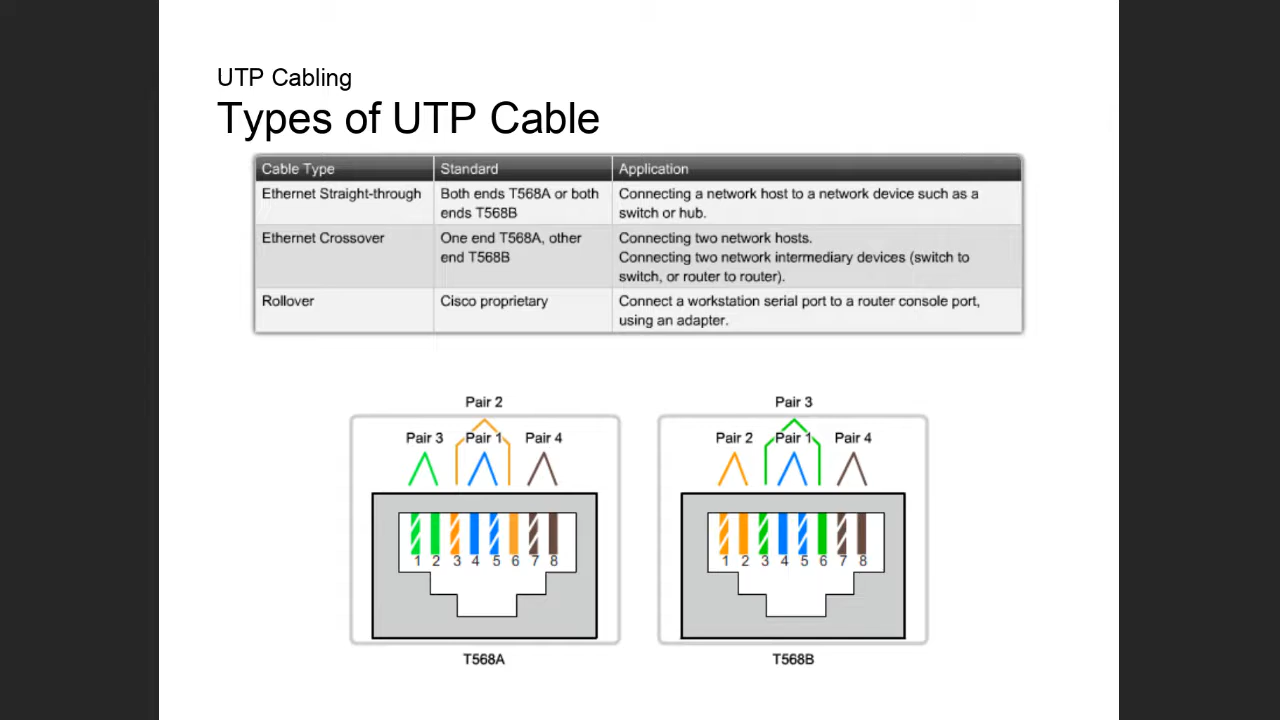 UTP Cabling
Types of UTP Cable
Cable Type Standard Application
Ethernet Straight-through Both ends T568A or both Connecting a network host to a network device such as a
ends T568B switch or hub.
Ethernet Crossover One end T568A, other Connecting two network hosts.
end T568B Connecting two network intermediary devices (switch to
switch, or router to router).
Rollover Cisco proprietary Connect a workstation serial port to a router console port,
using an adapter.
Pair 2 Pair 3
Pair 3 Pair 1 Pair 4 Pair 2 Pair 1 Pair 4
1 2 3 4 5 6 7 8 1 2 3 4 5 6 7 8
T568A T568B